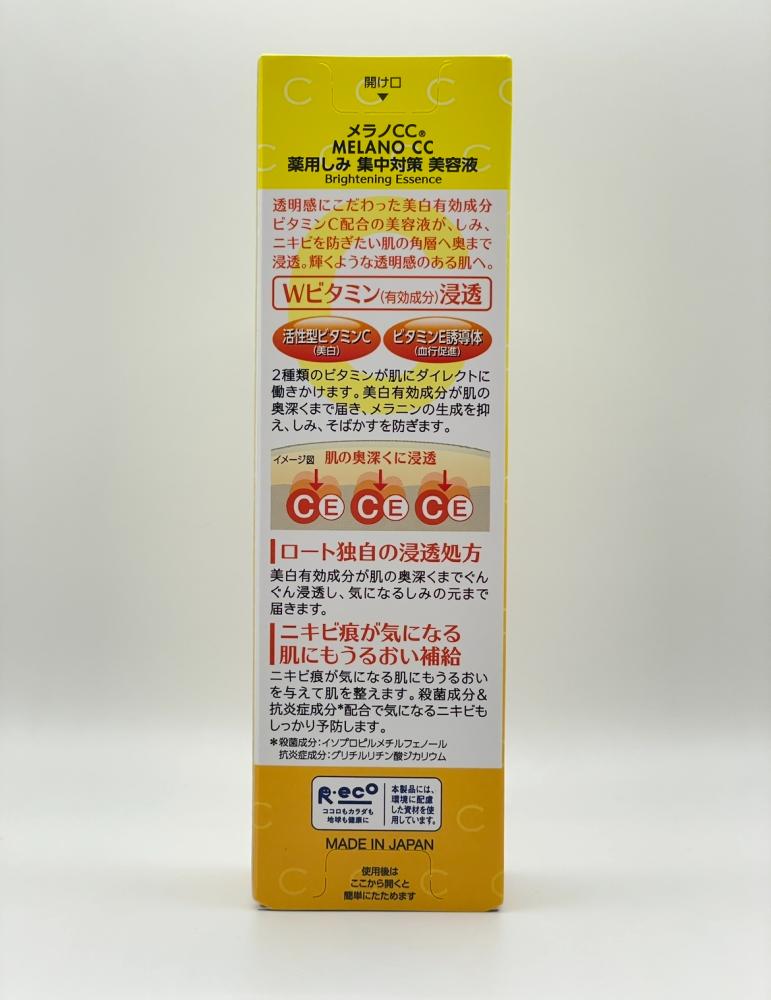 開け口
▼
メラノCC®
MELANO CC
薬用しみ 集中対策 美容液
Brightening Essence
透明感にこだわった美白有効成分
ビタミンC配合の美容液が、しみ、
ニキビを防ぎたい肌の角層へ奥まで
浸透。輝くような透明感のある肌へ。
Wビタミン(有効成分)浸透
活性型ビタミンC
(美白)
ビタミンE誘導体
(血行促進)
2種類のビタミンが肌にダイレクトに
働きかけます。美白有効成分が肌の
奥深くまで届き、メラニンの生成を抑
え、しみ、そばかすを防ぎます。
イメージ図 肌の奥深くに浸透
C E C E C E
ロート独自の浸透処方
美白有効成分が肌の奥深くまでぐん
ぐん浸透し、気になるしみの元まで
届きます。
ニキビ痕が気になる
肌にもうるおい補給
ニキビ痕が気になる肌にもうるおい
を与えて肌を整えます。殺菌成分&
抗炎症成分*配合で気になるニキビも
しっかり予防します。
*殺菌成分:イソプロピルメチルフェノール
抗炎症成分:グリチルリチン酸ジカリウム
R・eco
ココロもカラダも
地球も健康に
本製品には、
環境に配慮
した資材を使
用しています。
MADE IN JAPAN
使用後は
ここから開くと
簡単にたためます